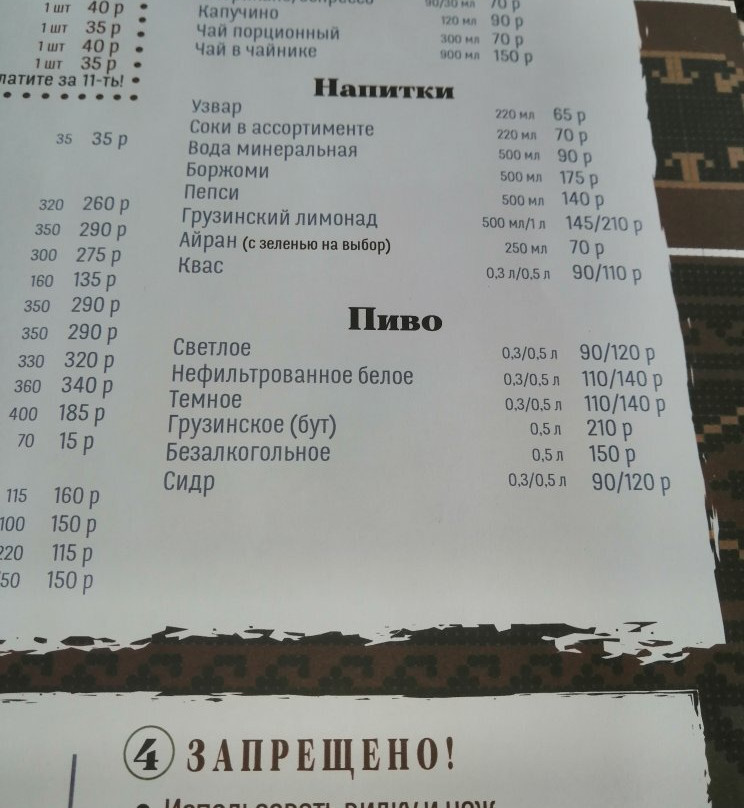 1 шт 40 р
1 шт 35 р
1 шт 40 р
1 шт 35 р
за 11-ть!
35 35 р
320 260 р
350 290 р
300 275 р
160 135 р
350 290 р
350 290 р
330 320 р
360 340 р
400 185 р
70 15 р
115 160 р
100 150 р
220 115 р
50 150 р
90/30 мл 70 р
Капучино 120 мл 90 р
Чай порционный 300 мл 70 р
Чай в чайнике 900 мл 150 р
Напитки
Узвар 220 мл 65 р
Соки в ассортименте 220 мл 70 р
Вода минеральная 500 мл 90 р
Боржоми 500 мл 175 р
Пепси 500 мл 140 р
Грузинский лимонад 500 мл/1 л 145/210 р
Айран (с зеленью на выбор) 250 мл 70 р
Квас 0,3 л/0,5 л 90/110 р
Пиво
Светлое 0,3/0,5 л 90/120 р
Нефильтрованное белое 0,3/0,5 л 110/140 р
Темное 0,3/0,5 л 110/140 р
Грузинское (бут) 0,5 л 210 р
Безалкогольное 0,5 л 150 р
Сидр 0,3/0,5 л 90/120 р
4 ЗАПРЕЩЕНО!
Использовать вилку и нож